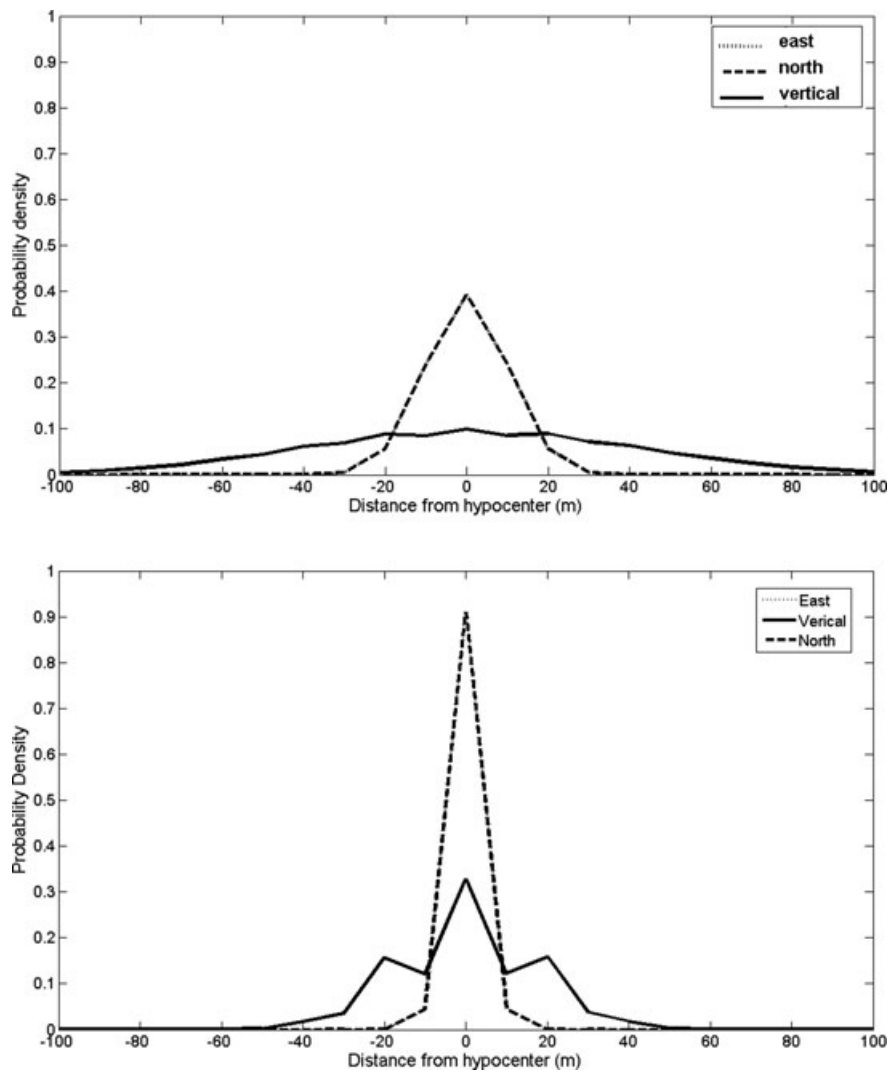 1
0.9
0.8
0.7
0.6
0.5
0.4
0.3
0.2
0.1
0
Probability density
east
north
vertical
-100 -80 -60 -40 -20 0 20 40 60 80 100
Distance from hypocenter (m)
1
0.9
0.8
0.7
0.6
0.5
0.4
0.3
0.2
0.1
0
Probability Density
East
Verical
North
-100 -80 -60 -40 -20 0 20 40 60 80 100
Distance from hypocenter (m)